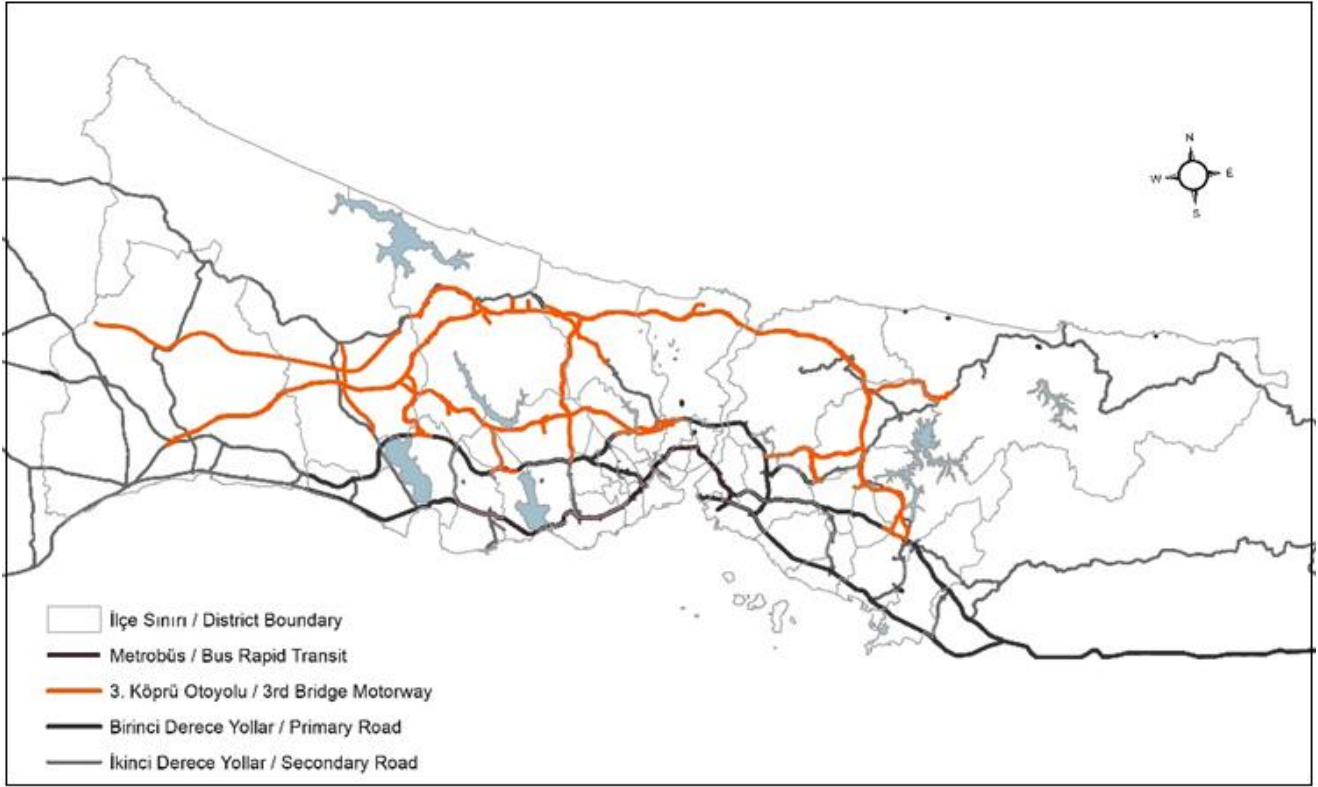 N
W E
S
İlçe Sınırı / District Boundary
Metrobüs / Bus Rapid Transit
3. Köprü Otoyolu / 3rd Bridge Motorway
Birinci Derece Yollar / Primary Road
İkinci Derece Yollar / Secondary Road